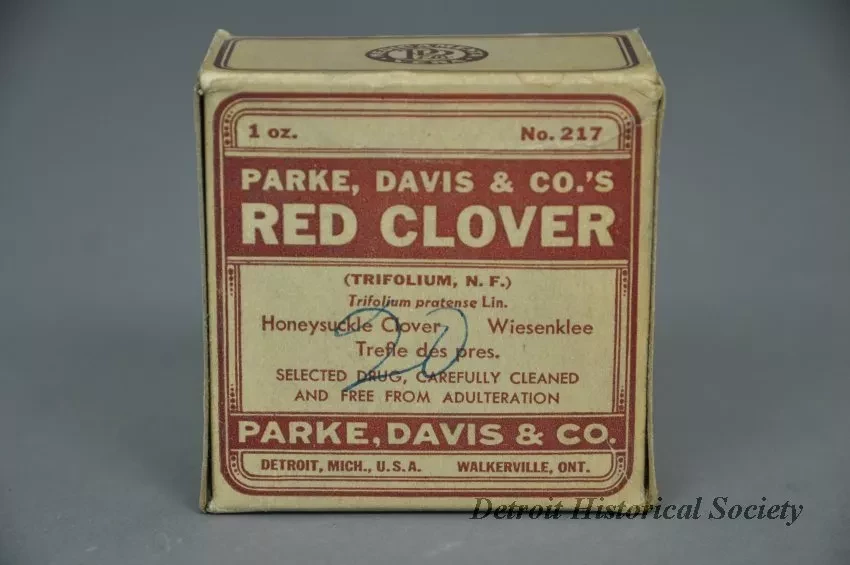 1 oz. No. 217
PARKE, DAVIS & CO.'S
RED CLOVER
(TRIFOLIUM, N. F.)
Trifolium pratense Lin.
Honeysuckle Clover Wiesenklee
Trefle des pres.
20
SELECTED DRUG, CAREFULLY CLEANED
AND FREE FROM ADULTERATION
PARKE, DAVIS & CO.
DETROIT, MICH., U.S.A. WALKERVILLE, ONT.
Detroit Historical Society